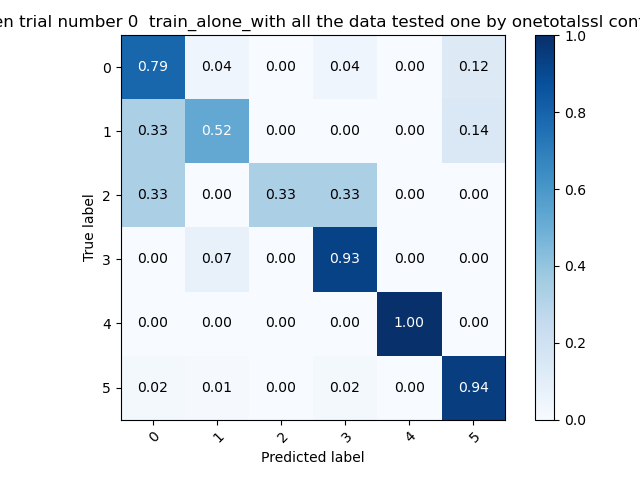 en trial number 0 train_alone_with all the data tested one by onetotalssl con
True label
0 0.79 0.04 0.00 0.04 0.00 0.12
1 0.33 0.52 0.00 0.00 0.00 0.14
2 0.33 0.00 0.33 0.33 0.00 0.00
3 0.00 0.07 0.00 0.93 0.00 0.00
4 0.00 0.00 0.00 0.00 1.00 0.00
5 0.02 0.01 0.00 0.02 0.00 0.94
0 1 2 3 4 5
Predicted label
1.0
0.8
0.6
0.4
0.2
0.0